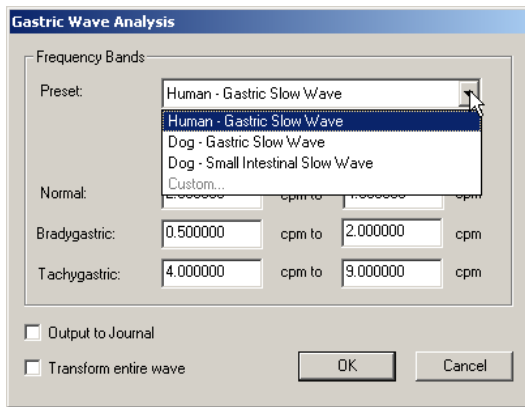 Gastric Wave Analysis
Frequency Bands
Preset: Human - Gastric Slow Wave
Human - Gastric Slow Wave
Dog - Gastric Slow Wave
Dog - Small Intestinal Slow Wave
Custom...
Normal: cpm to cpm
Bradygastric: 0.500000 cpm to 2.000000 cpm
Tachygastric: 4.000000 cpm to 9.000000 cpm
Output to Journal
Transform entire wave OK Cancel